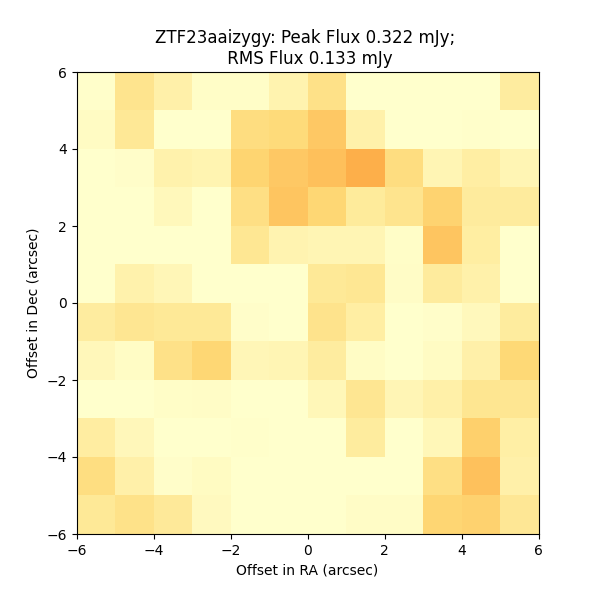 ZTF23aaizygy: Peak Flux 0.322 mJy;
RMS Flux 0.133 mJy
6
4
2
0
−2
−4
−6
Offset in Dec (arcsec)
−6 −4 −2 0 2 4 6
Offset in RA (arcsec)